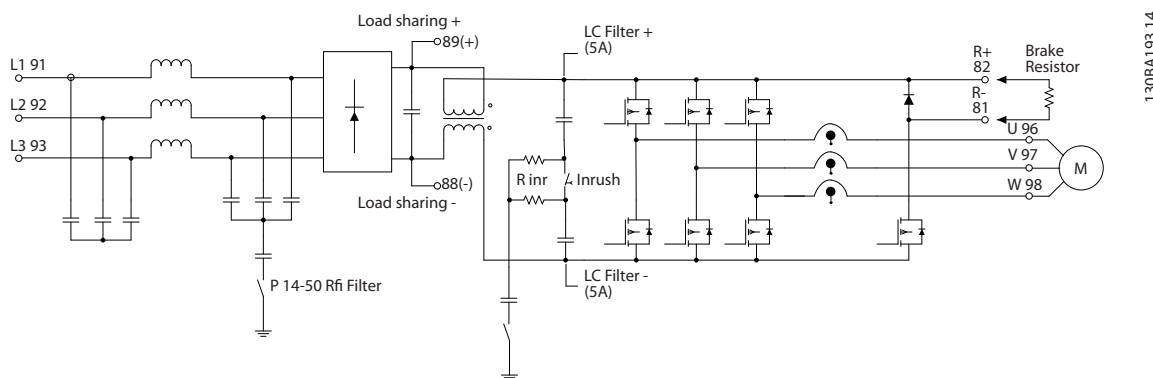 Load sharing +
89(+)
LC Filter +
(5A)
L1 91
L2 92
L3 93
R+
82
Brake
Resistor
R-
81
U 96
V 97
W 98
M
R inr
Inrush
88(-)
Load sharing -
P 14-50 Rfi Filter
LC Filter -
(5A)
130BA193.14